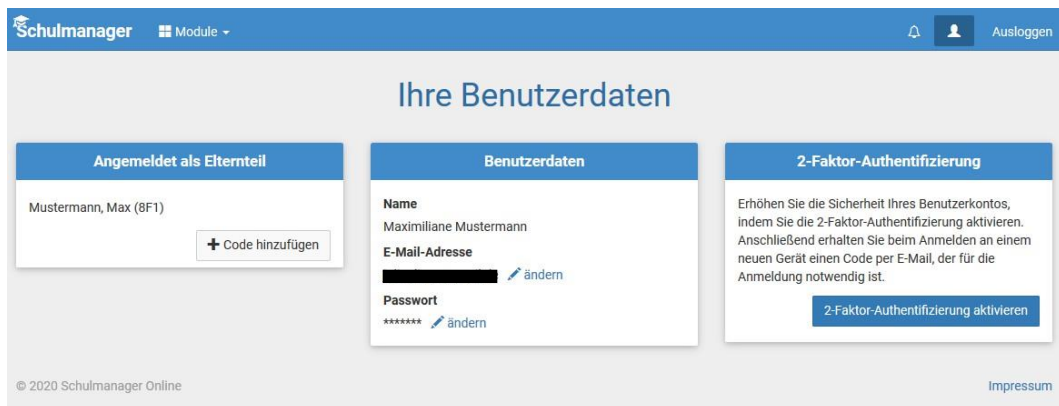 Schulmanager Module Ausloggen
Ihre Benutzerdaten
Angemeldet als Elternteil
Mustermann, Max (8F1)
Code hinzufügen
Benutzerdaten
Name
Maximiliane Mustermann
E-Mail-Adresse
ändern
Passwort
******* ändern
2-Faktor-Authentifizierung
Erhöhen Sie die Sicherheit Ihres Benutzerkontos,
indem Sie die 2-Faktor-Authentifizierung aktivieren.
Anschließend erhalten Sie beim Anmelden an einem
neuen Gerät einen Code per E-Mail, der für die
Anmeldung notwendig ist.
2-Faktor-Authentifizierung aktivieren
© 2020 Schulmanager Online
Impressum